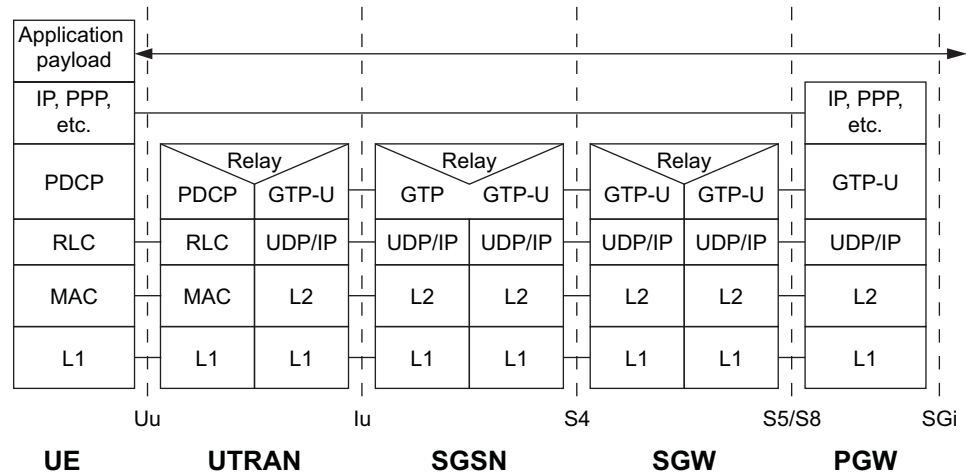 Application
payload
IP, PPP,
etc.
IP, PPP,
etc.
Relay
Relay
Relay
PDCP
PDCP
GTP-U
GTP
GTP-U
GTP-U
GTP-U
GTP-U
RLC
RLC
UDP/IP
UDP/IP
UDP/IP
UDP/IP
UDP/IP
UDP/IP
MAC
MAC
L2
L2
L2
L2
L2
L2
L1
L1
L1
L1
L1
L1
L1
L1
Uu
Iu
S4
S5/S8
SGi
UE
UTRAN
SGSN
SGW
PGW